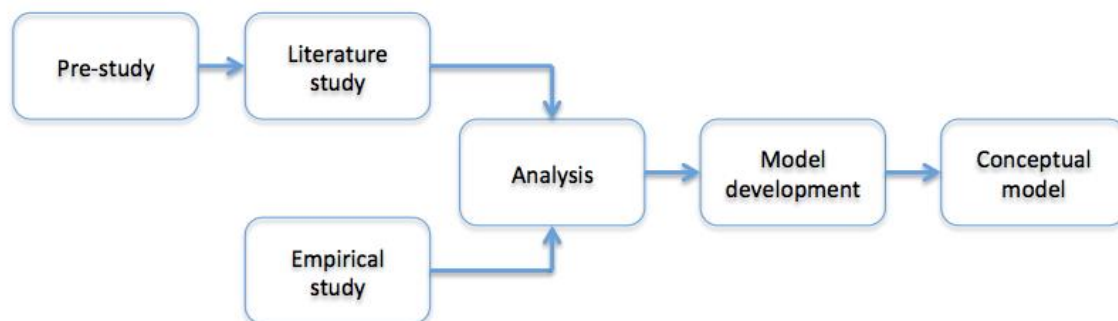 Pre-study
Literature
study
Analysis
Model
development
Conceptual
model
Empirical
study